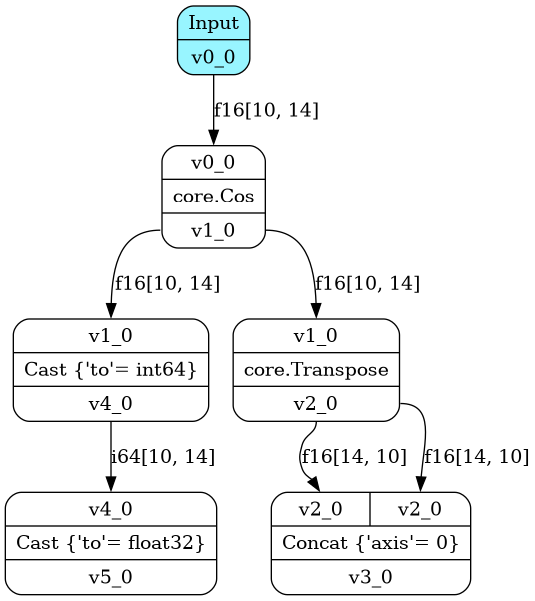 Input
v0_0
f16[10, 14]
v0_0
core.Cos
v1_0
f16[10, 14]
f16[10, 14]
v1_0
Cast {'to'= int64}
v4_0
v1_0
core.Transpose
v2_0
i64[10, 14]
f16[14, 10]
f16[14, 10]
v4_0
Cast {'to'= float32}
v5_0
v2_0
v2_0
Concat {'axis'= 0}
v3_0